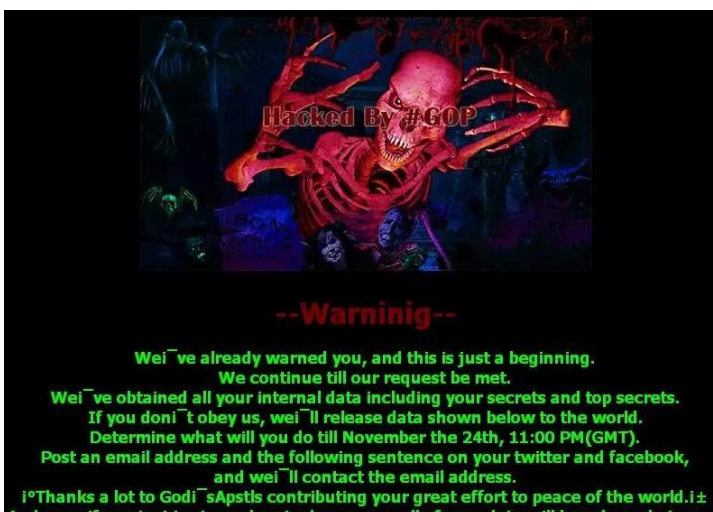 Hacked By #GOP
--Warninig--
Wei¯ve already warned you, and this is just a beginning.
We continue till our request be met.
Wei¯ve obtained all your internal data including your secrets and top secrets.
If you doni¯t obey us, wei¯ll release data shown below to the world.
Determine what will you do till November the 24th, 11:00 PM(GMT).
Post an email address and the following sentence on your twitter and facebook,
and wei¯ll contact the email address.
i°Thanks a lot to Godi¯sApstls contributing your great effort to peace of the world.i±